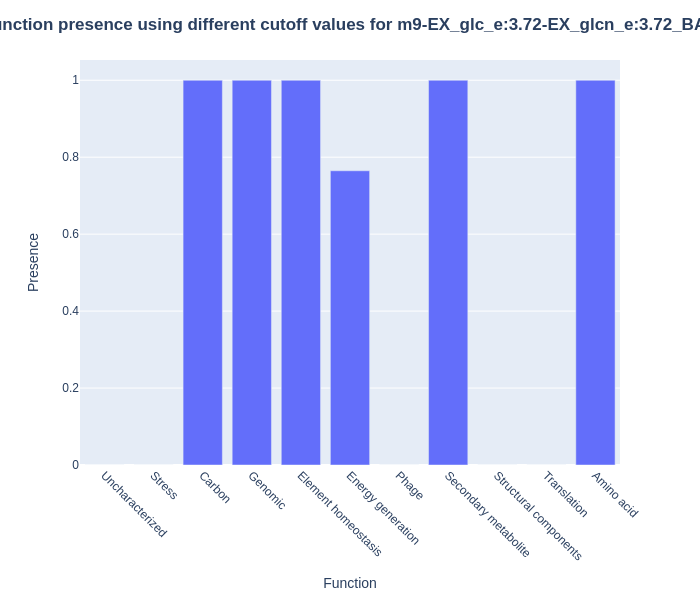 nction presence using different cutoff values for m9-EX_glc_e:3.72-EX_glcn_e:3.72_BA
1
0.8
0.6
0.4
0.2
0
Presence
Uncharacterized
Stress
Carbon
Genomic
Element homeostasis
Energy generation
Phage
Secondary metabolite
Structural components
Translation
Amino acid
Function